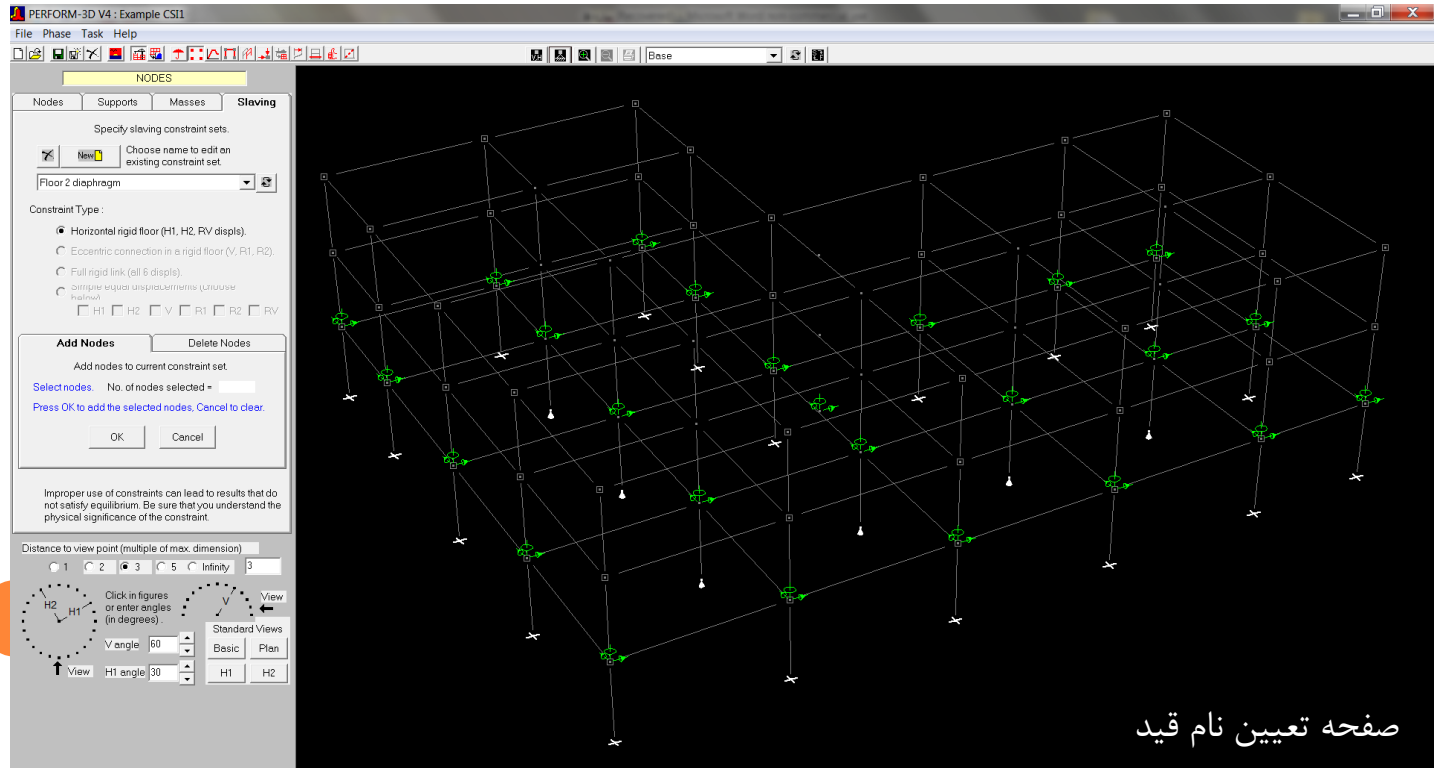 PERFORM-3D V4 : Example CSI1
File Phase Task Help
Base
NODES
Nodes Supports Masses Slaving
Specify slaving constraint sets.
New
Choose name to edit an
existing constraint set.
Floor 2 diaphragm
Constraint Type :
Horizontal rigid floor (H1, H2, RV displs).
Eccentric connection in a rigid floor (V, R1, R2).
Full rigid link (all 6 displs).
Simple equal displacements (choose
below)
H1 H2 V R1 R2 RV
Add Nodes Delete Nodes
Add nodes to current constraint set.
Select nodes. No. of nodes selected =
Press OK to add the selected nodes, Cancel to clear.
OK Cancel
Improper use of constraints can lead to results that do
not satisfy equilibrium. Be sure that you understand the
physical significance of the constraint.
Distance to view point (multiple of max. dimension)
1 2 3 5 Infinity 3
H2 H1
Click in figures
or enter angles
(in degrees) .
V View
Standard Views
V angle 60
Basic Plan
View H1 angle 30
H1 H2
صفحه تعیین نام قید